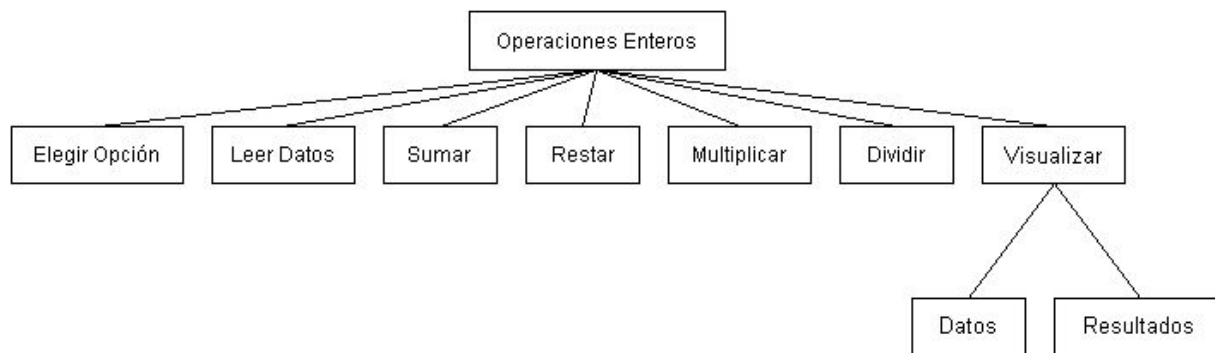 Operaciones Enteros
Elegir Opción
Leer Datos
Sumar
Restar
Multiplicar
Dividir
Visualizar
Datos
Resultados